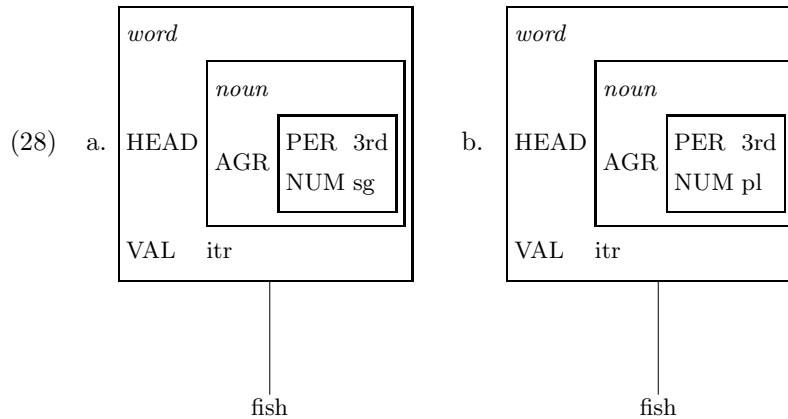 word word
noun noun
(28) a. HEAD AGR PER 3rd b. HEAD AGR PER 3rd
NUM sg NUM pl
VAL itr VAL itr
fish fish